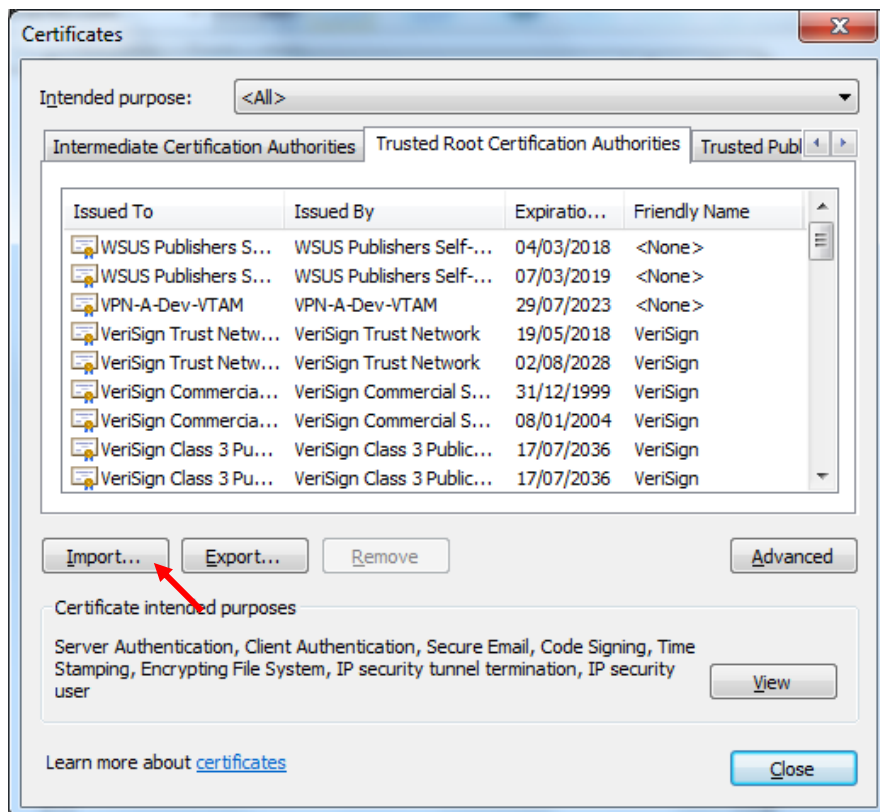 Certificates
Intended purpose: <All>
Intermediate Certification Authorities Trusted Root Certification Authorities Trusted Publ
Issued To Issued By Expiratio... Friendly Name
WSUS Publishers S... WSUS Publishers Self-... 04/03/2018 <None>
WSUS Publishers S... WSUS Publishers Self-... 07/03/2019 <None>
VPN-A-Dev-VTAM VPN-A-Dev-VTAM 29/07/2023 <None>
VeriSign Trust Netw... VeriSign Trust Network 19/05/2018 VeriSign
VeriSign Trust Netw... VeriSign Trust Network 02/08/2028 VeriSign
VeriSign Commercia... VeriSign Commercial S... 31/12/1999 VeriSign
VeriSign Commercia... VeriSign Commercial S... 08/01/2004 VeriSign
VeriSign Class 3 Pu... VeriSign Class 3 Public... 17/07/2036 VeriSign
VeriSign Class 3 Pu... VeriSign Class 3 Public... 17/07/2036 VeriSign
Import... Export... Remove Advanced
Certificate intended purposes
Server Authentication, Client Authentication, Secure Email, Code Signing, Time
Stamping, Encrypting File System, IP security tunnel termination, IP security
user
View
Learn more about certificates
Close